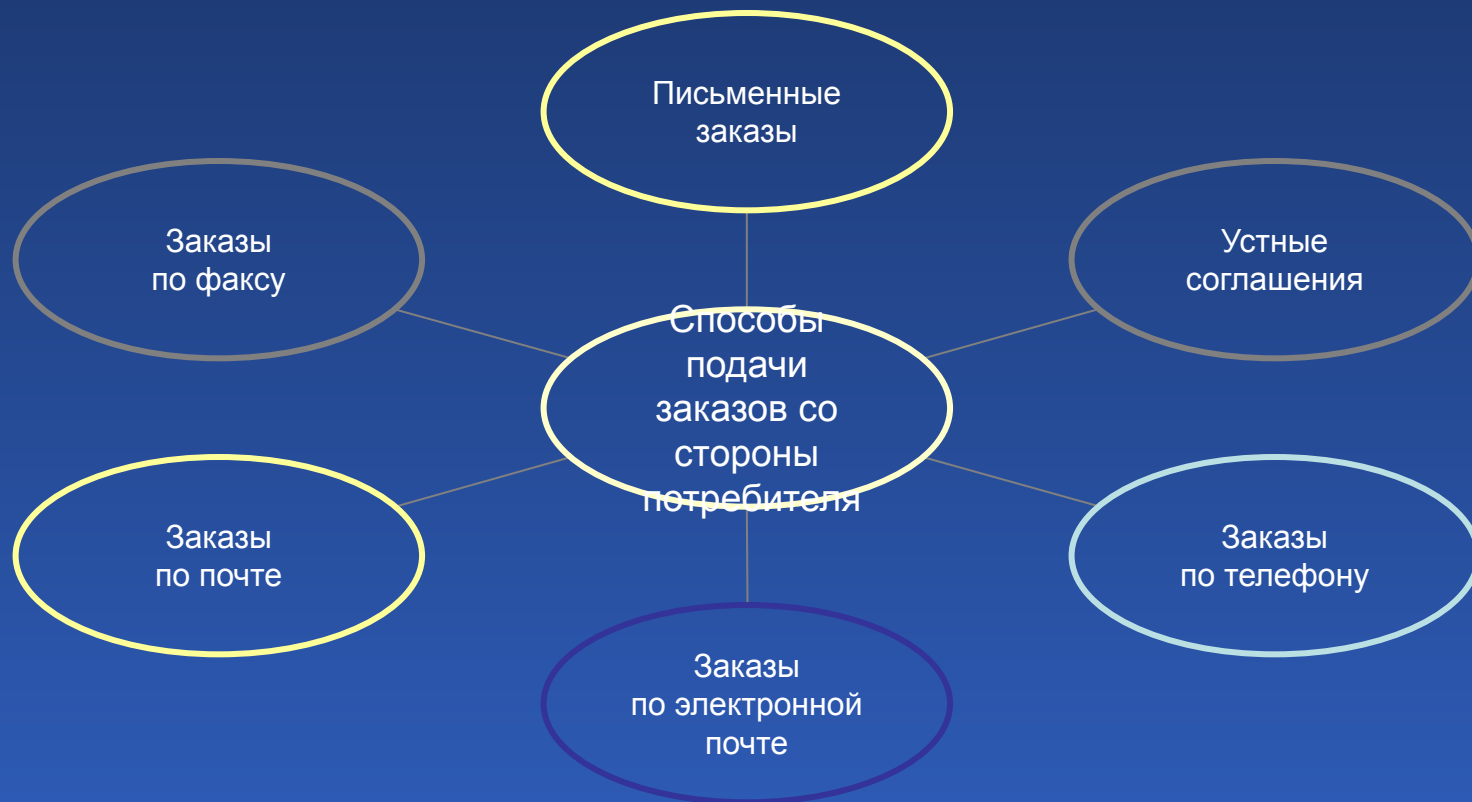 Письменные
заказы
Заказы
по факсу
Устные
соглашения
Способы
подачи
заказов со
стороны
потребителя
Заказы
по почте
Заказы
по телефону
Заказы
по электронной
почте